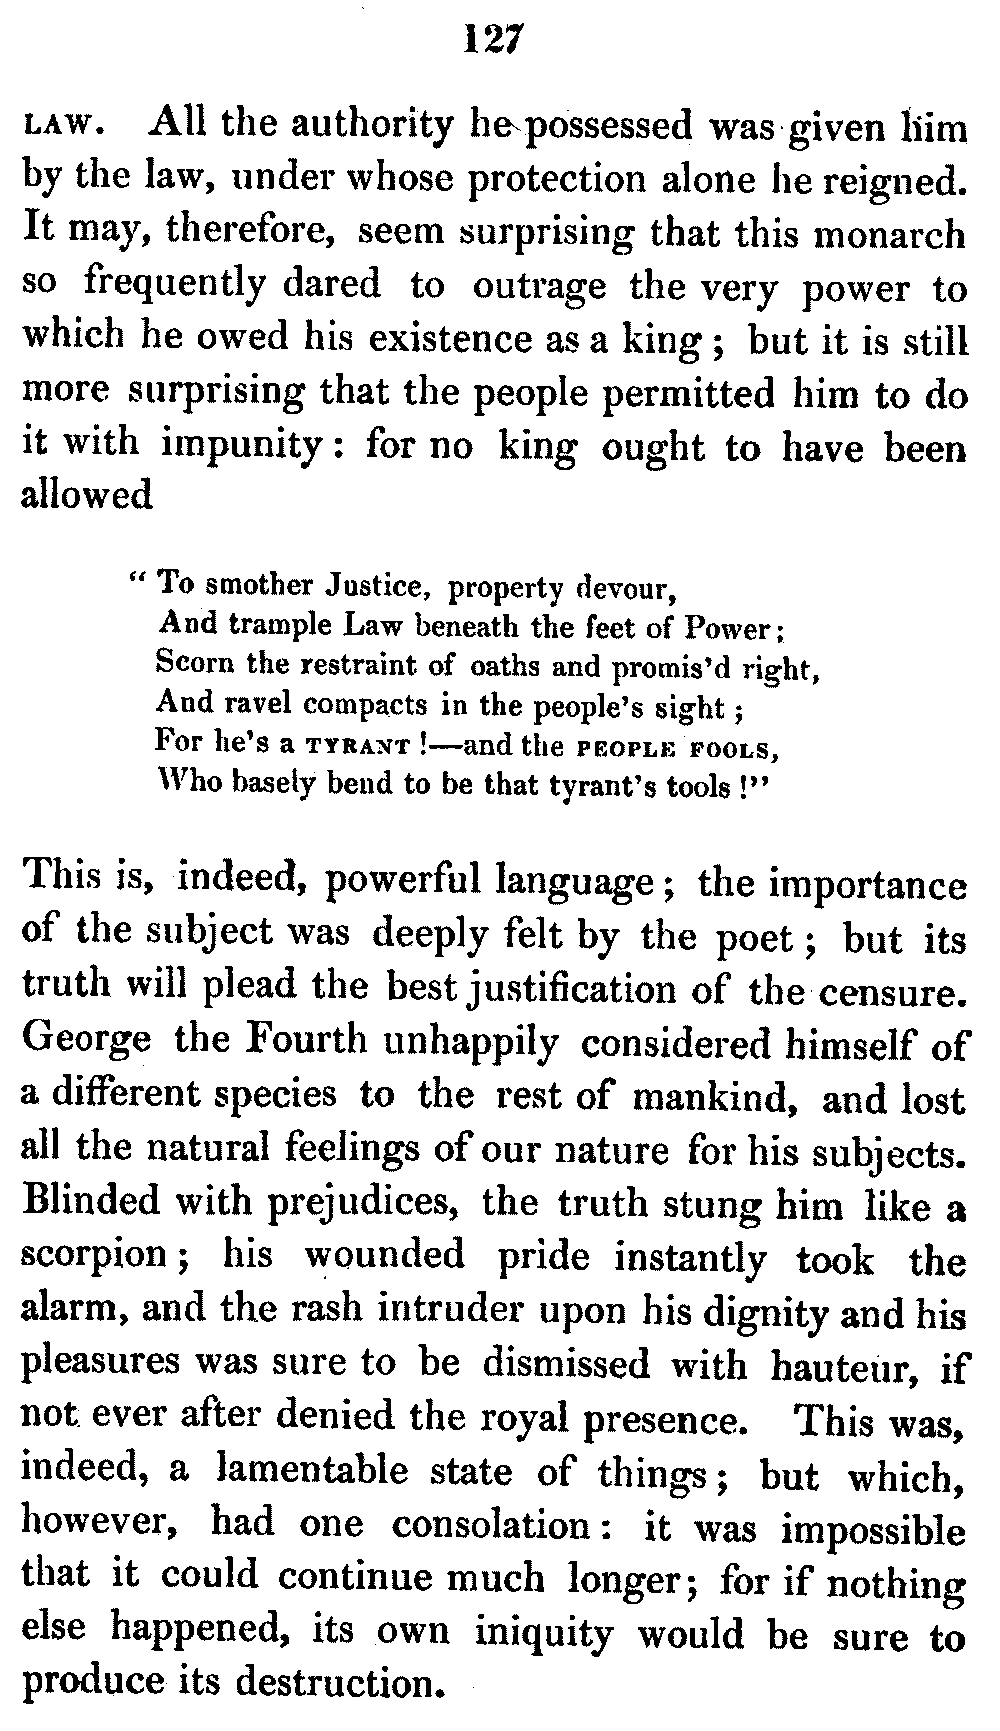 127
LAW. All the authority he possessed was given him
by the law, under whose protection alone he reigned.
It may, therefore, seem surprising that this monarch
so frequently dared to outrage the very power to
which he owed his existence as a king ; but it is still
more surprising that the people permitted him to do
it with impunity : for no king ought to have been
allowed
“ To smother Justice, property devour,
And trample Law beneath the feet of Power ;
Scorn the restraint of oaths and promis’d right,
And ravel compacts in the people’s sight ;
For he’s a TYRANT !—and the PEOPLE FOOLS,
Who basely bend to be that tyrant’s tools !”
This is, indeed, powerful language ; the importance
of the subject was deeply felt by the poet ; but its
truth will plead the best justification of the censure.
George the Fourth unhappily considered himself of
a different species to the rest of mankind, and lost
all the natural feelings of our nature for his subjects.
Blinded with prejudices, the truth stung him like a
scorpion ; his wounded pride instantly took the
alarm, and the rash intruder upon his dignity and his
pleasures was sure to be dismissed with hauteur, if
not ever after denied the royal presence. This was,
indeed, a lamentable state of things ; but which,
however, had one consolation : it was impossible
that it could continue much longer ; for if nothing
else happened, its own iniquity would be sure to
produce its destruction.